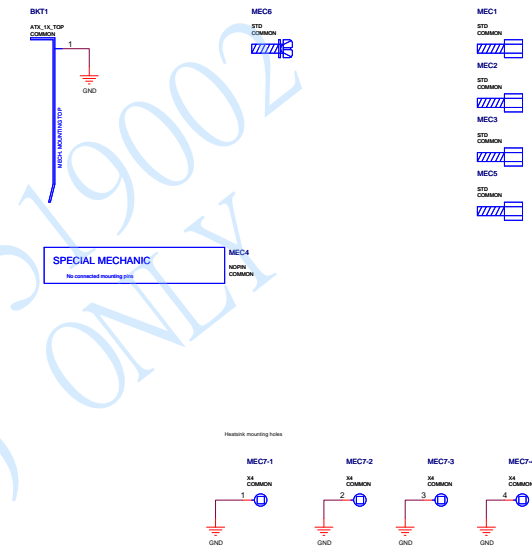 BKT1
ATX_1X_TOP
COMMON
1
GND
MECH. MOUNTING TOP
MEC6
STD
COMMON
MEC1
STD
COMMON
MEC2
STD
COMMON
MEC3
STD
COMMON
MEC5
STD
COMMON
SPECIAL MECHANIC
No connected mounting pins
MEC4
NOPIN
COMMON
519002
ONLY
Heatsink mounting holes
MEC7-1
X4
COMMON
1
GND
MEC7-2
X4
COMMON
2
GND
MEC7-3
X4
COMMON
3
GND
MEC7-
X4
COMMON
4
GND